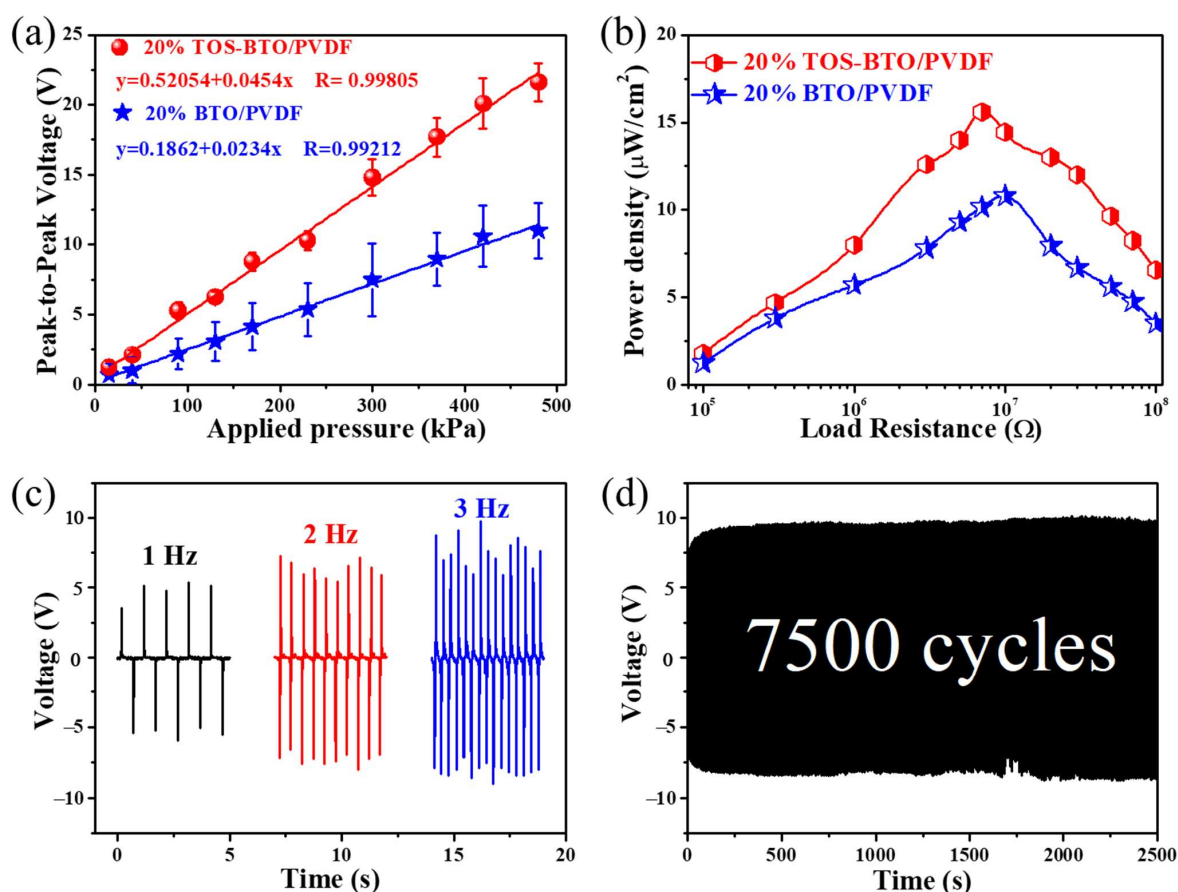 (a)
25
20
15
10
5
0
Peak-to-Peak Voltage (V)
20% TOS-BTO/PVDF
y=0.52054+0.0454x R= 0.99805
20% BTO/PVDF
y=0.1862+0.0234x R=0.99212
0 100 200 300 400 500
Applied pressure (kPa)
(b)
20
15
10
5
0
Power density (μW/cm²)
20% TOS-BTO/PVDF
20% BTO/PVDF
10⁵ 10⁶ 10⁷ 10⁸
Load Resistance (Ω)
(c)
10
5
0
−5
−10
Voltage (V)
1 Hz
2 Hz
3 Hz
0 5 10 15 20
Time (s)
(d)
10
5
0
−5
−10
Voltage (V)
7500 cycles
0 500 1000 1500 2000 2500
Time (s)